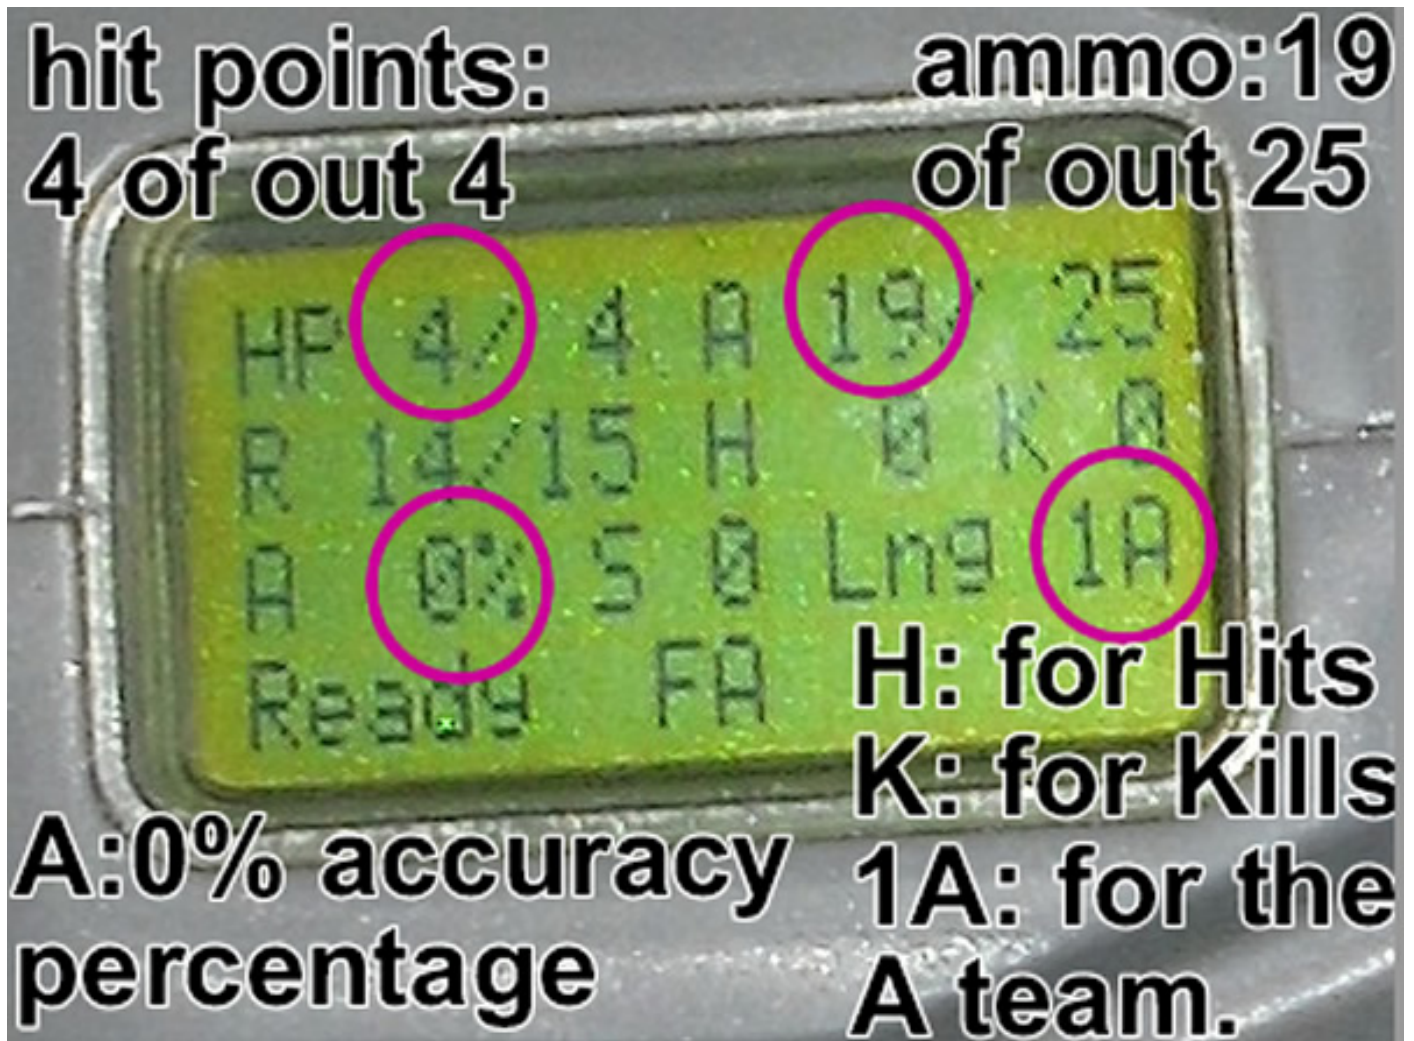 hit points:
4 of out 4
ammo:19
of out 25
HP 4/ 4 A 19/ 25
R 14/15 H 0 K 0
A 0% S 0 Lng 1A
Ready FA
H: for Hits
K: for Kills
1A: for the
A team.
A:0% accuracy
percentage